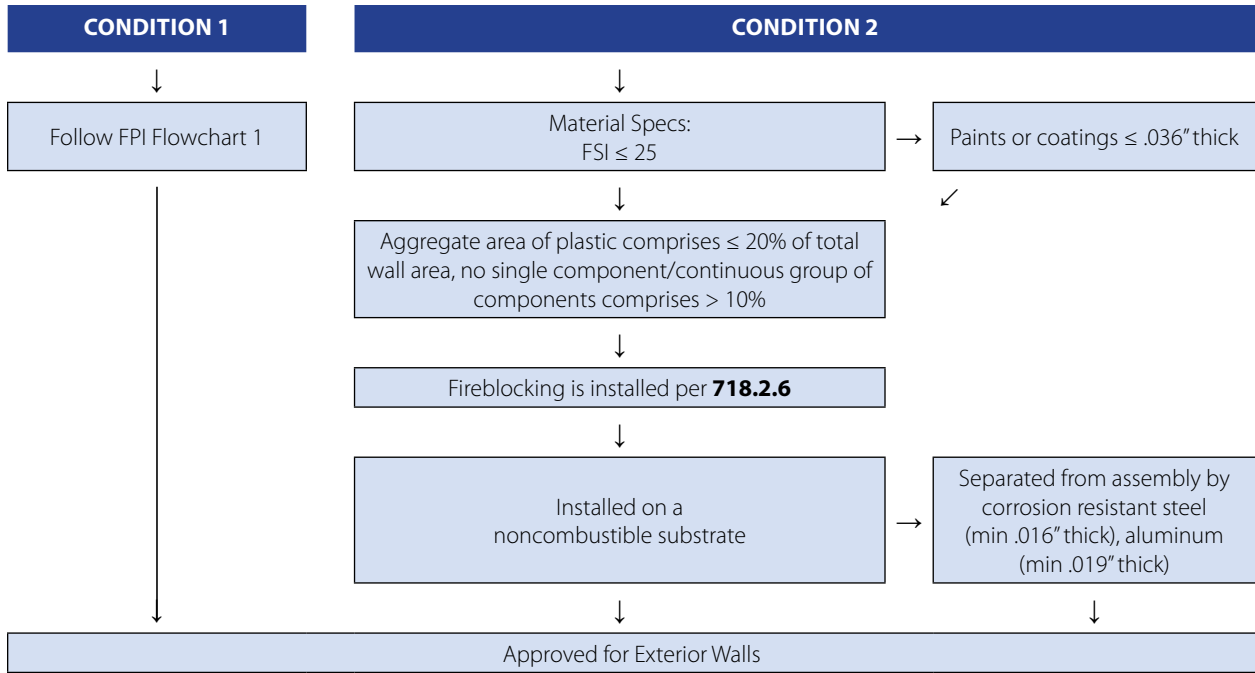 CONDITION 1
CONDITION 2
Follow FPI Flowchart 1
Material Specs:
FSI ≤ 25
Paints or coatings ≤ .036” thick
Aggregate area of plastic comprises ≤ 20% of total
wall area, no single component/continuous group of
components comprises > 10%
Fireblocking is installed per 718.2.6
Installed on a
noncombustible substrate
Separated from assembly by
corrosion resistant steel
(min .016” thick), aluminum
(min .019” thick)
Approved for Exterior Walls